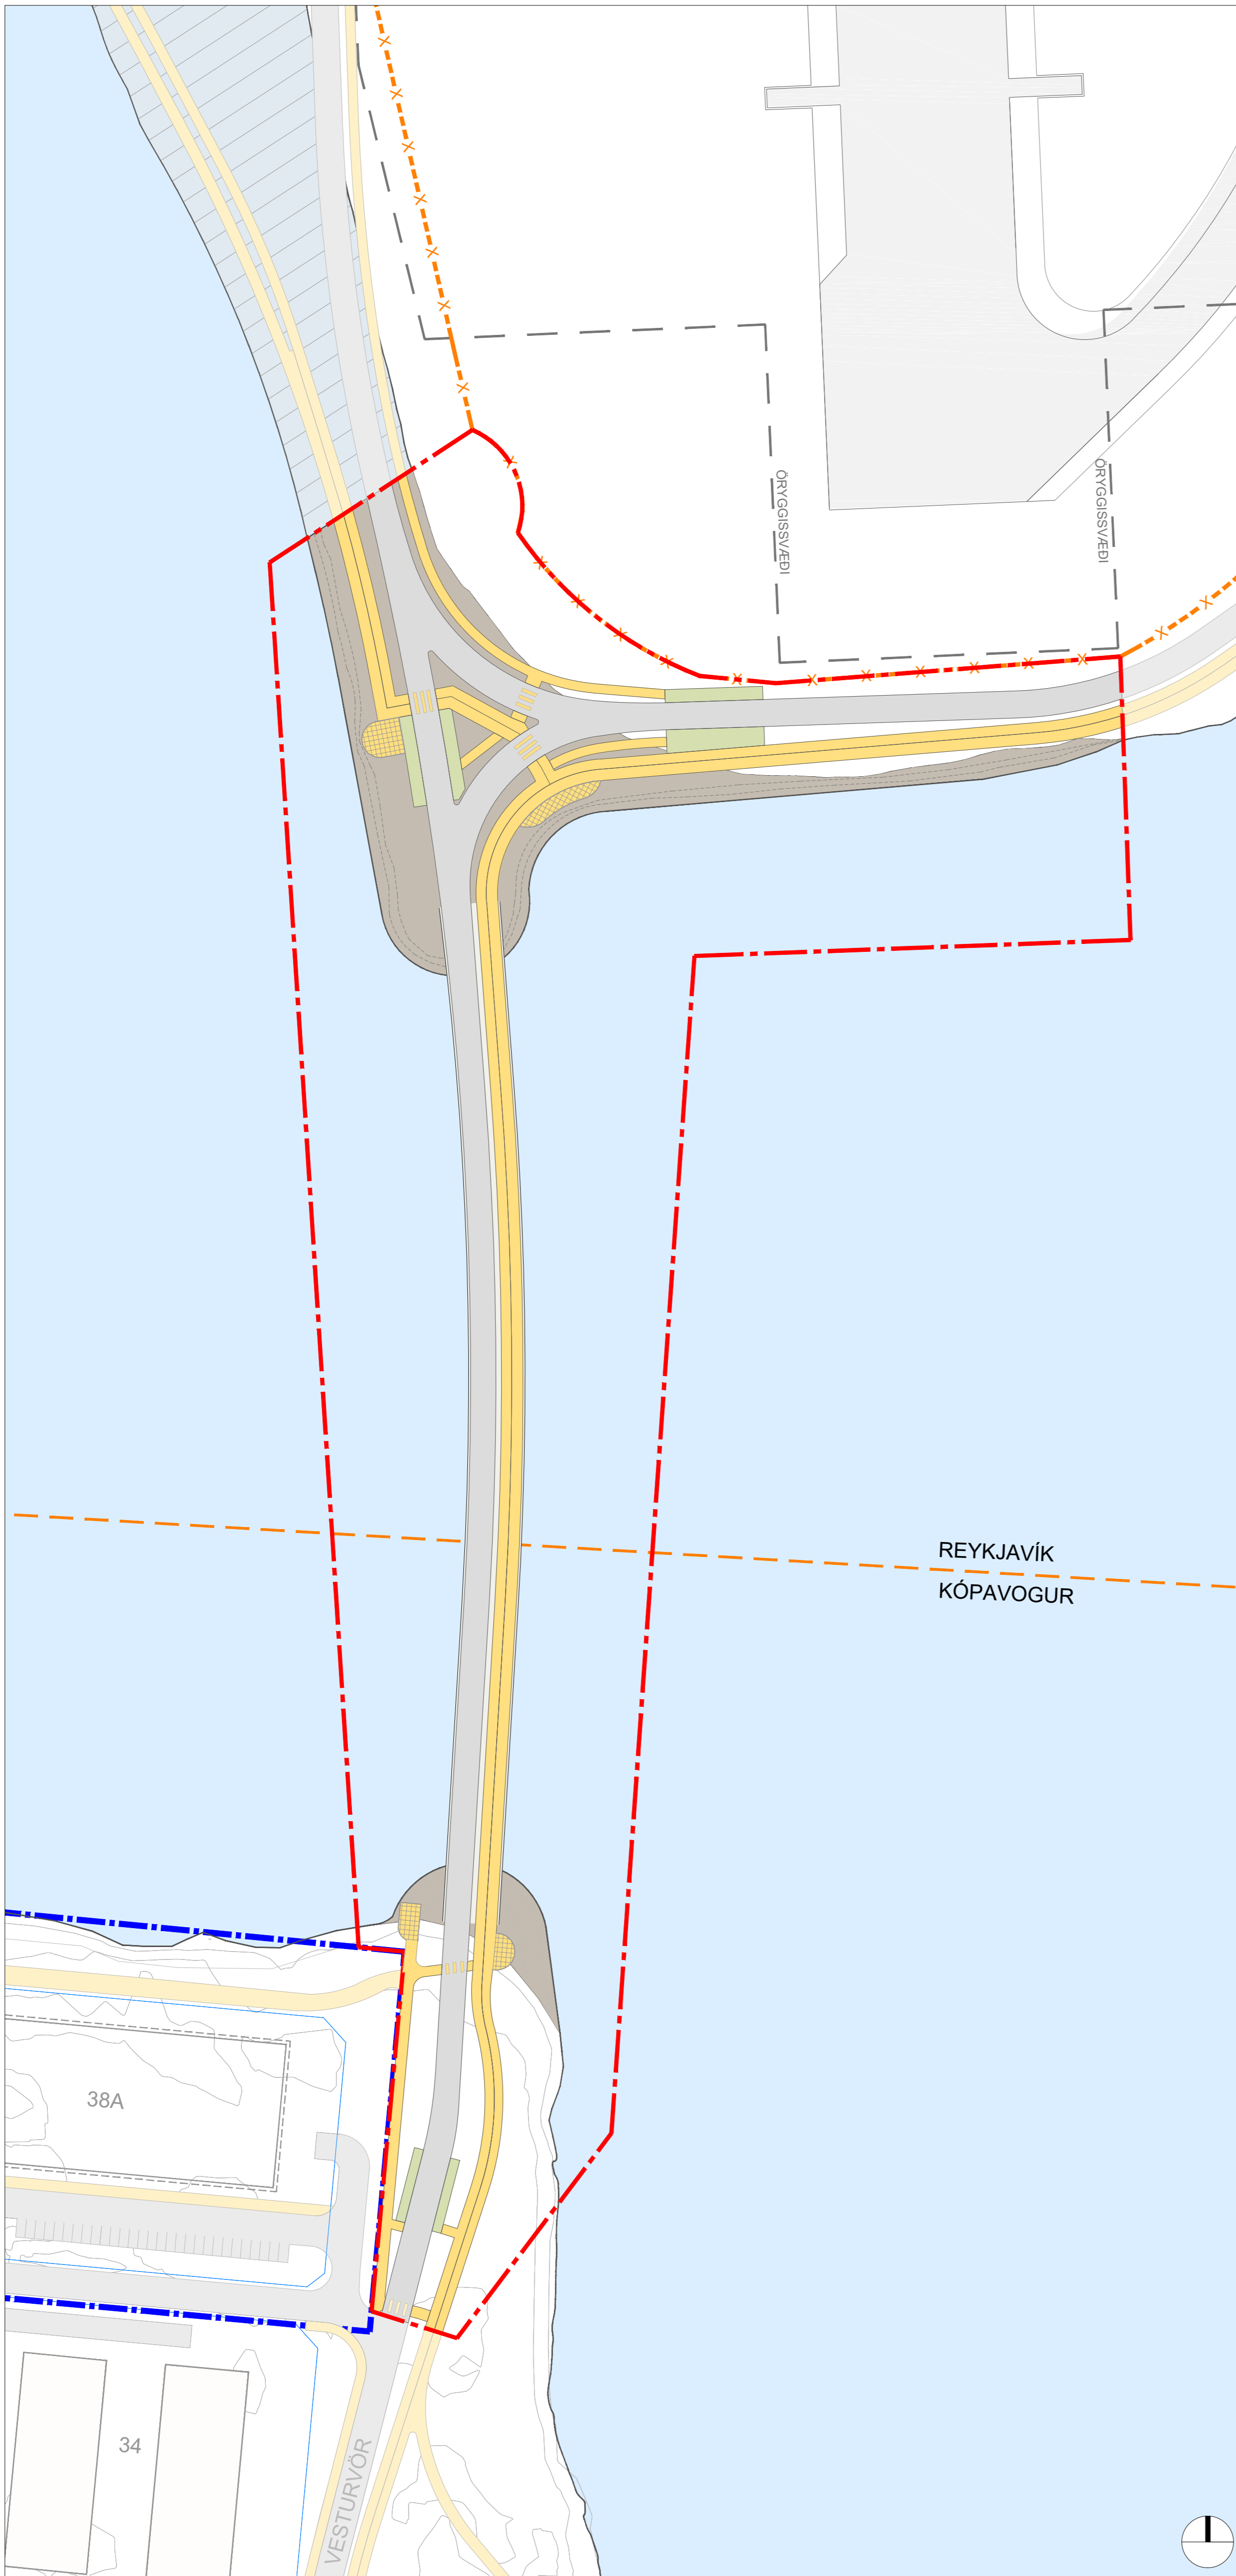 ÖRYGGISSVÆÐI
ÖRYGGISSVÆÐI
REYKJAVÍK
KÓPAVOGUR
38A
34
VESTURVÖR